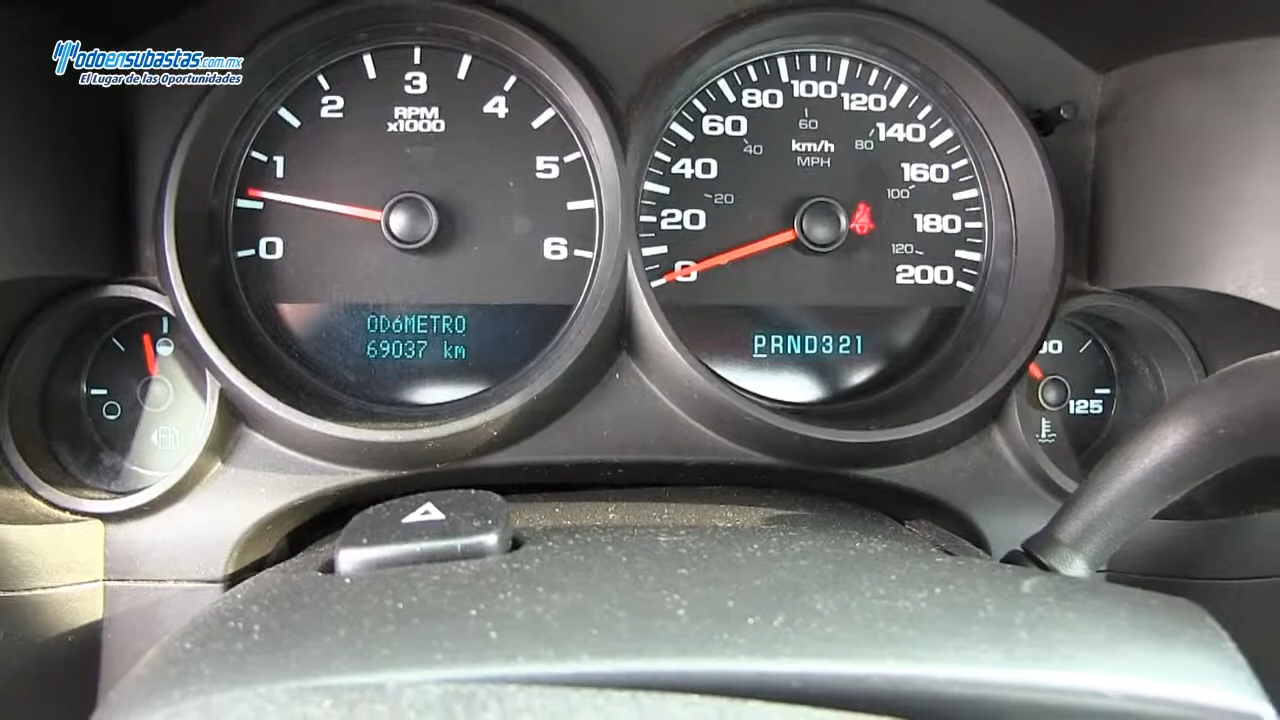 Todoensubastas.com.mx
El Lugar de las Oportunidades
0 1 2 3 4 5 6
RPM
x1000
ODóMETRO
69037 km
0 20 40 60 80 100 120 140 160 180 200
20 40 60 80 100 120
km/h
MPH
PRND321
125